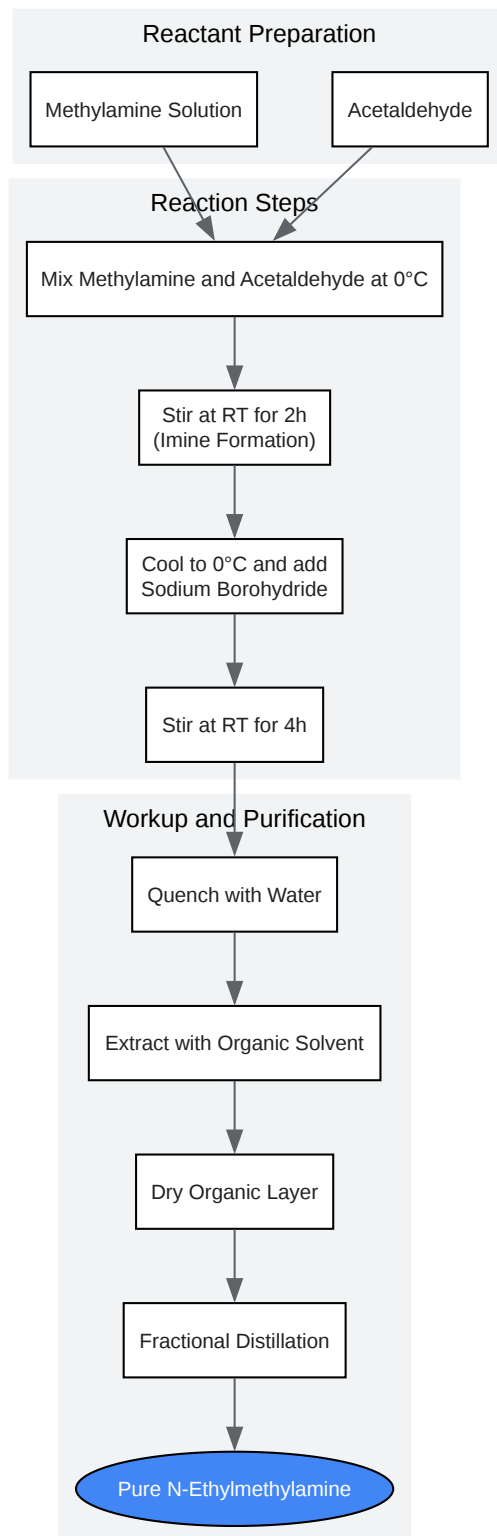 Reactant Preparation
Methylamine Solution
Acetaldehyde
Reaction Steps
Mix Methylamine and Acetaldehyde at 0°C
Stir at RT for 2h
(Imine Formation)
Cool to 0°C and add
Sodium Borohydride
Stir at RT for 4h
Workup and Purification
Quench with Water
Extract with Organic Solvent
Dry Organic Layer
Fractional Distillation
Pure N-Ethylmethylamine